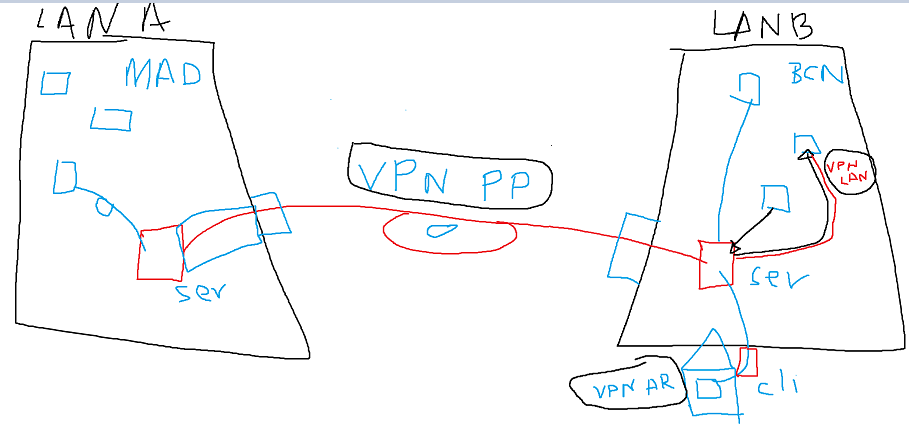 LAN A
LAN B
MAD
BCN
VPN PP
VPN
LAN
ser
ser
VPN AR
cli